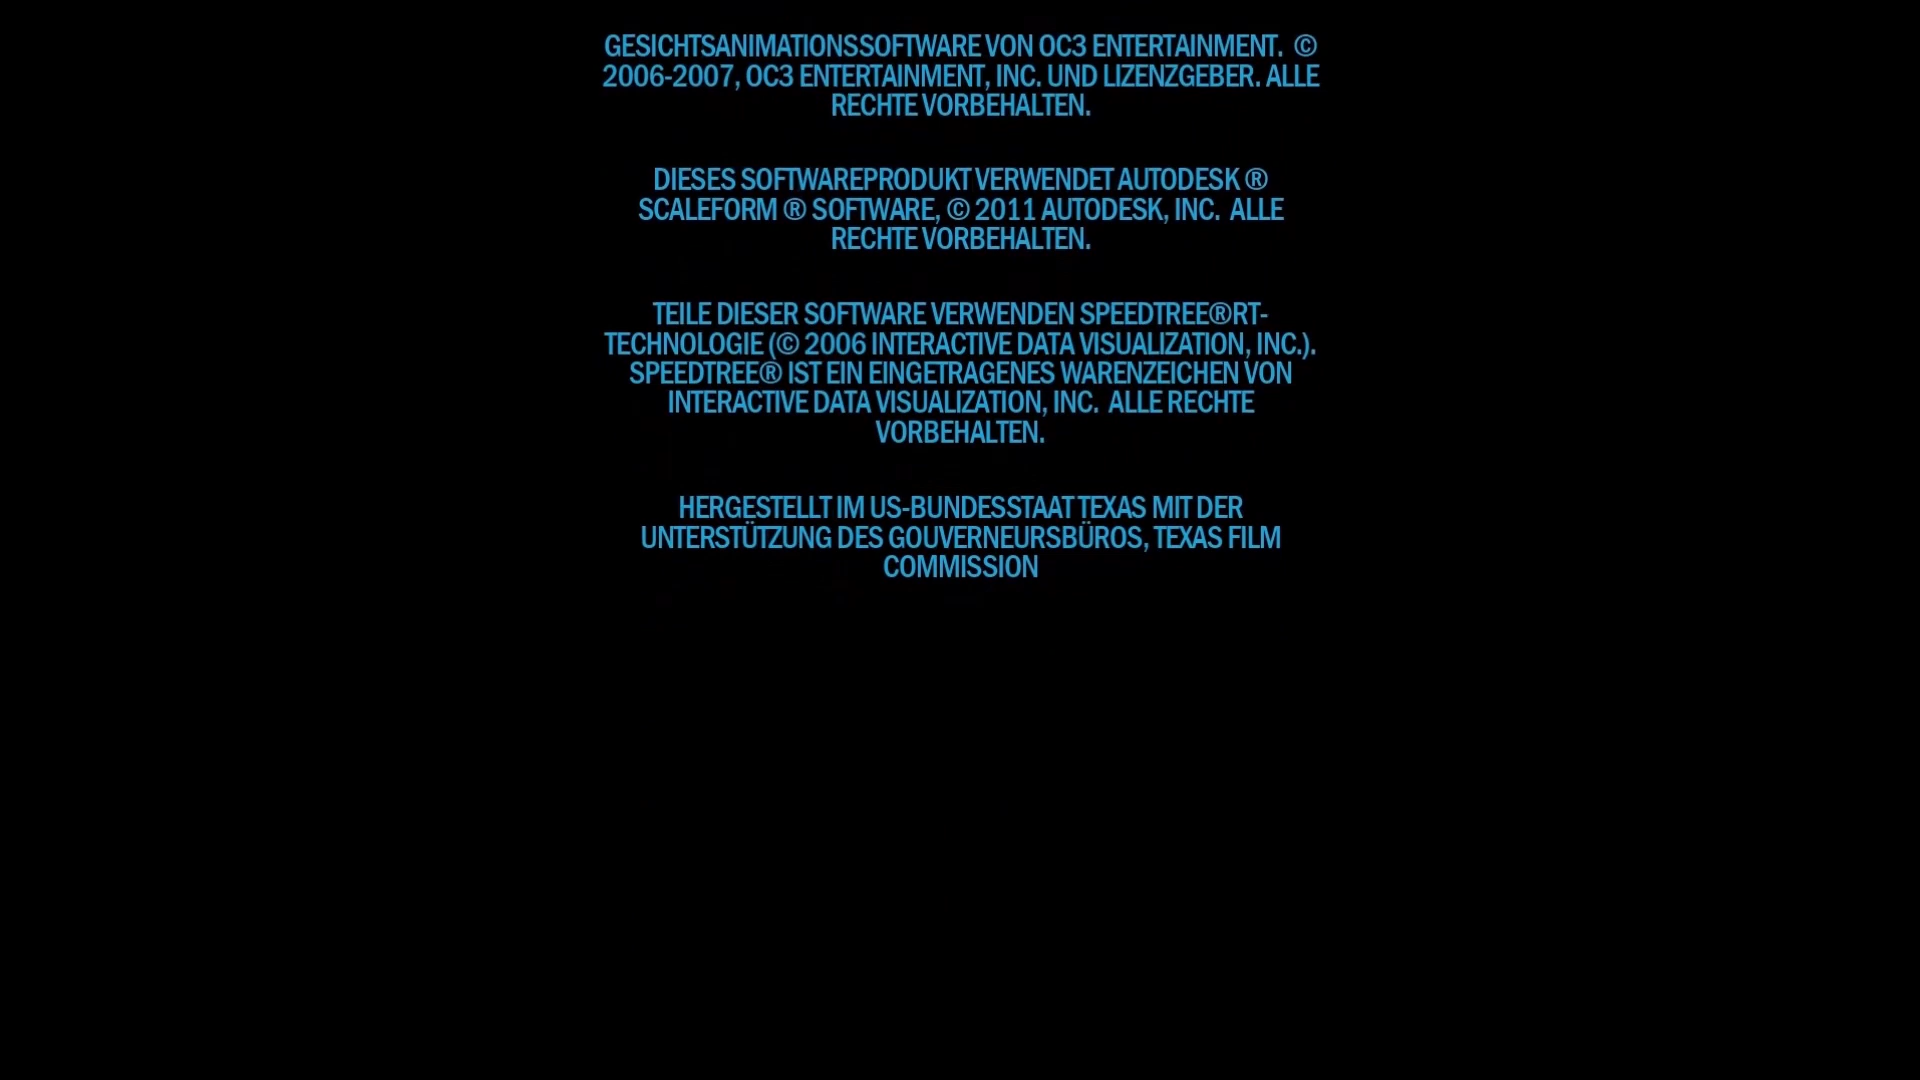 GESICHTSANIMATIONSSOFTWARE VON OC3 ENTERTAINMENT. ©
2006-2007, OC3 ENTERTAINMENT, INC. UND LIZENZGEBER. ALLE
RECHTE VORBEHALTEN.
DIESES SOFTWAREPRODUKT VERWENDET AUTODESK ®
SCALEFORM ® SOFTWARE, © 2011 AUTODESK, INC. ALLE
RECHTE VORBEHALTEN.
TEILE DIESER SOFTWARE VERWENDEN SPEEDTREE®RT-
TECHNOLOGIE (© 2006 INTERACTIVE DATA VISUALIZATION, INC.).
SPEEDTREE® IST EIN EINGETRAGENES WARENZEICHEN VON
INTERACTIVE DATA VISUALIZATION, INC. ALLE RECHTE
VORBEHALTEN.
HERGESTELLT IM US-BUNDESSTAAT TEXAS MIT DER
UNTERSTÜTZUNG DES GOUVERNEURSBÜROS, TEXAS FILM
COMMISSION